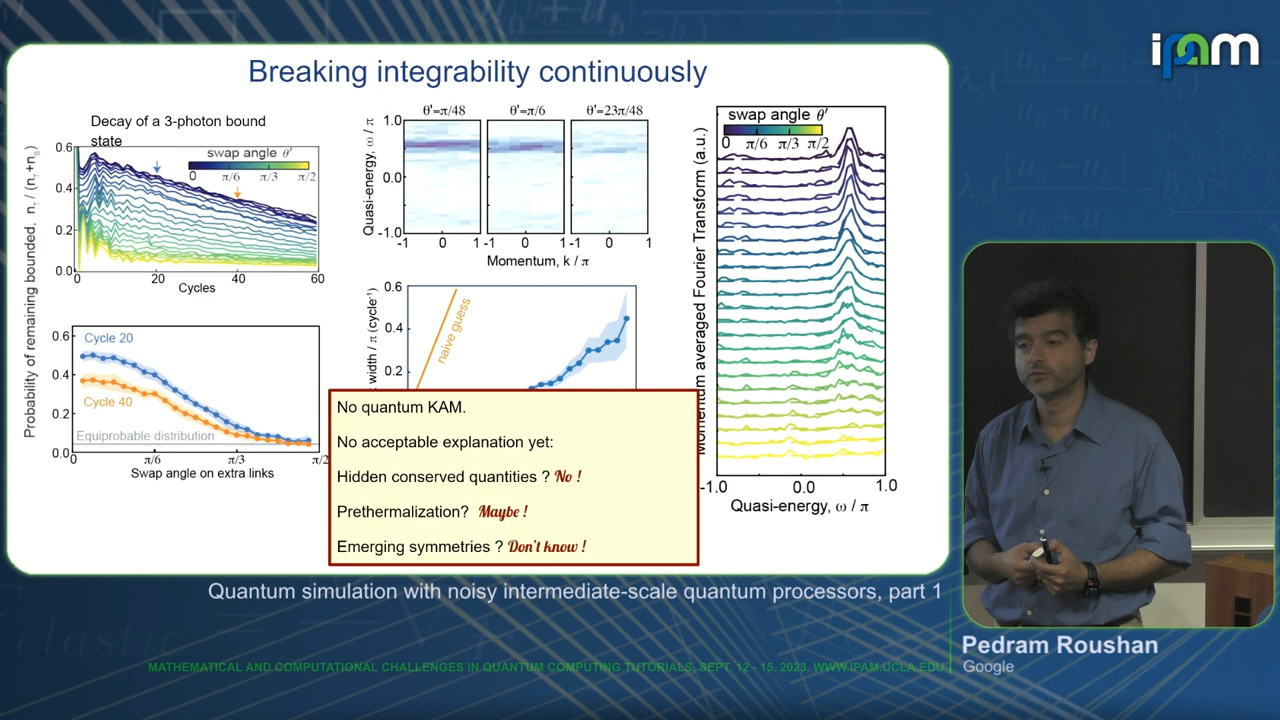 ipam
Breaking integrability continuously
Decay of a 3-photon bound
state
Probability of remaining bounded, n_T / (n_T+n_S)
0.6
0.4
0.2
0.0
swap angle θ'
0 π/6 π/3 π/2
0 20 40 60
Cycles
0.6
0.4
0.2
0.0
Cycle 20
Cycle 40
Equiprobable distribution
0 π/6 π/3 π/2
Swap angle on extra links
θ'=π/48 θ'=π/6 θ'=23π/48
Quasi-energy, ω / π
1.0
0.0
-1.0
-1 0 1 -1 0 1 -1 0 1
Momentum, k / π
width / π (cycle⁻¹)
0.6
0.4
0.2
naive guess
No quantum KAM.
No acceptable explanation yet:
Hidden conserved quantities ? No !
Prethermalization? Maybe !
Emerging symmetries ? Don't know !
Momentum averaged Fourier Transform (a.u.)
swap angle θ'
0 π/6 π/3 π/2
-1.0 0.0 1.0
Quasi-energy, ω / π
Quantum simulation with noisy intermediate-scale quantum processors, part 1
Pedram Roushan
Google
MATHEMATICAL AND COMPUTATIONAL CHALLENGES IN QUANTUM COMPUTING TUTORIALS, SEPT. 12 - 15, 2023, WWW.IPAM.UCLA.EDU
elastic